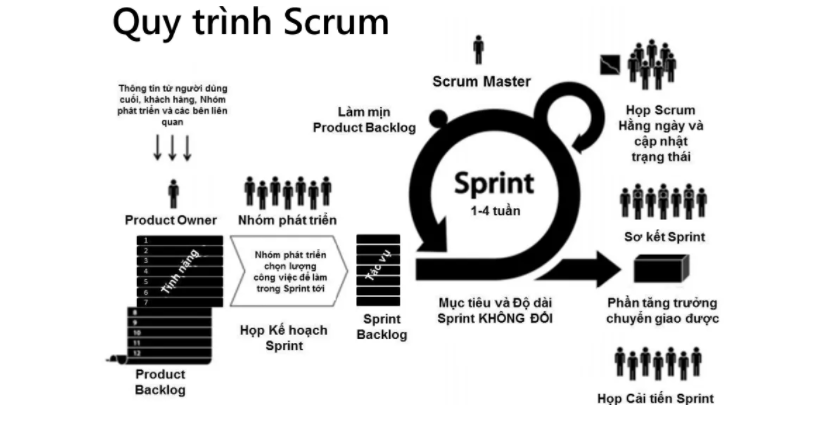 Quy trình Scrum
Thông tin từ người dùng
cuối, khách hàng, Nhóm
phát triển và các bên liên
quan
Product Owner
Nhóm phát triển
1
2
3
4
5
6
7
8
9
10
11
12
Tính năng
Product
Backlog
Nhóm phát triển
chọn lượng
công việc để làm
trong Sprint tới
Họp Kế hoạch
Sprint
Tác vụ
Sprint
Backlog
Làm mịn
Product Backlog
Scrum Master
Sprint
1-4 tuần
Mục tiêu và Độ dài
Sprint KHÔNG ĐỔI
Họp Scrum
Hằng ngày và
cập nhật
trạng thái
Sơ kết Sprint
Phần tăng trưởng
chuyển giao được
Họp Cải tiến Sprint